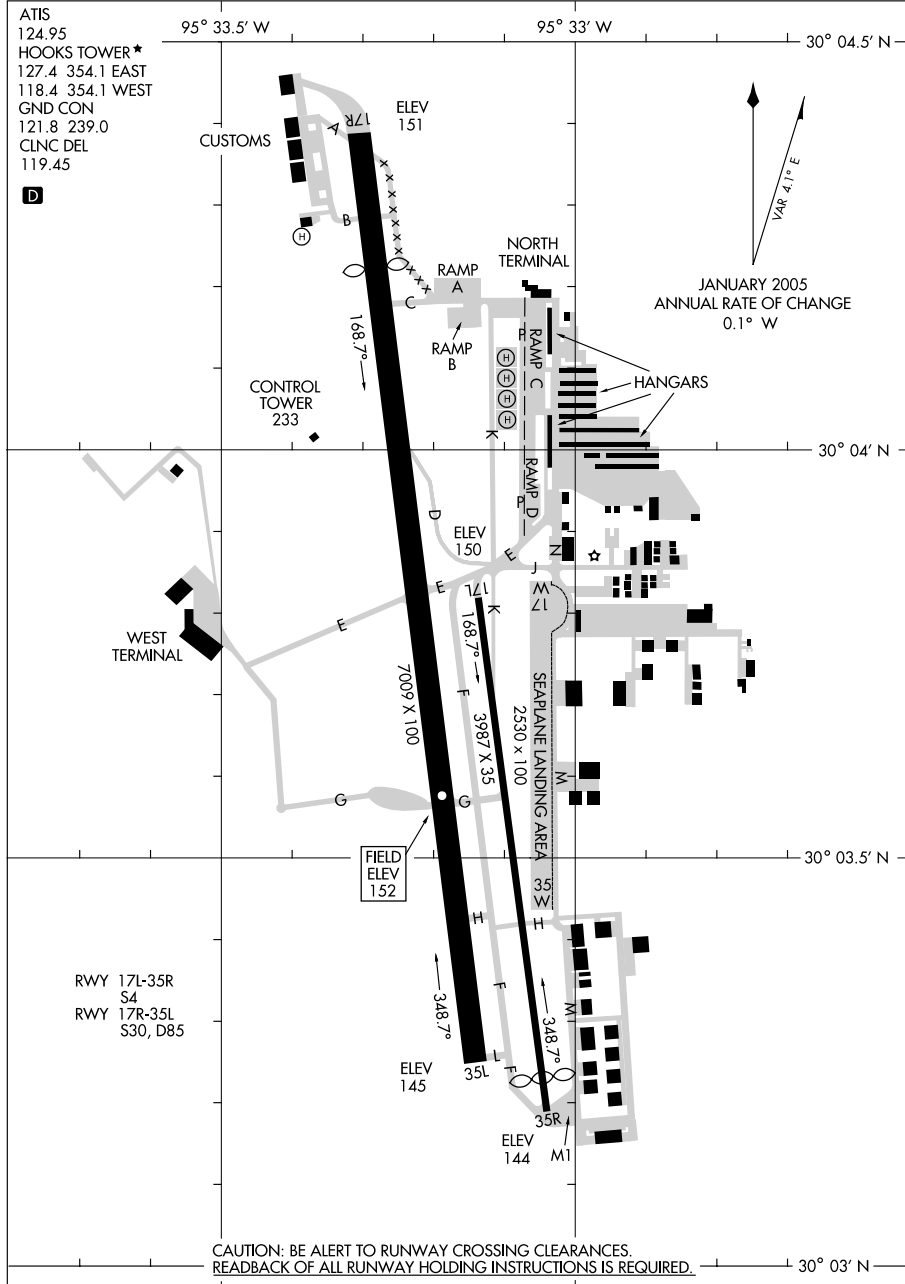 ATIS
124.95
HOOKS TOWER★
127.4 354.1 EAST
118.4 354.1 WEST
GND CON
121.8 239.0
CLNC DEL
119.45
D
95° 33.5' W
95° 33' W
30° 04.5' N
VAR 4.1° E
JANUARY 2005
ANNUAL RATE OF CHANGE
0.1° W
ELEV
151
17R
A
CUSTOMS
B
H
NORTH
TERMINAL
RAMP
A
C
RAMP
B
168.7°
P
RAMP C
H
H
H
H
HANGARS
CONTROL
TOWER
233
K
30° 04' N
RAMP D
P
D
ELEV
150
E
N
J
E
17L
K
17
W
E
WEST
TERMINAL
168.7°
F
7009 X 100
3987 X 35
2530 x 100
SEAPLANE LANDING AREA
M
G
G
FIELD
ELEV
152
30° 03.5' N
35
W
H
H
RWY 17L-35R
S4
RWY 17R-35L
S30, D85
348.7°
F
348.7°
M
L
F
ELEV
145
35L
35R
ELEV
144
M1
CAUTION: BE ALERT TO RUNWAY CROSSING CLEARANCES.
READBACK OF ALL RUNWAY HOLDING INSTRUCTIONS IS REQUIRED.
30° 03' N